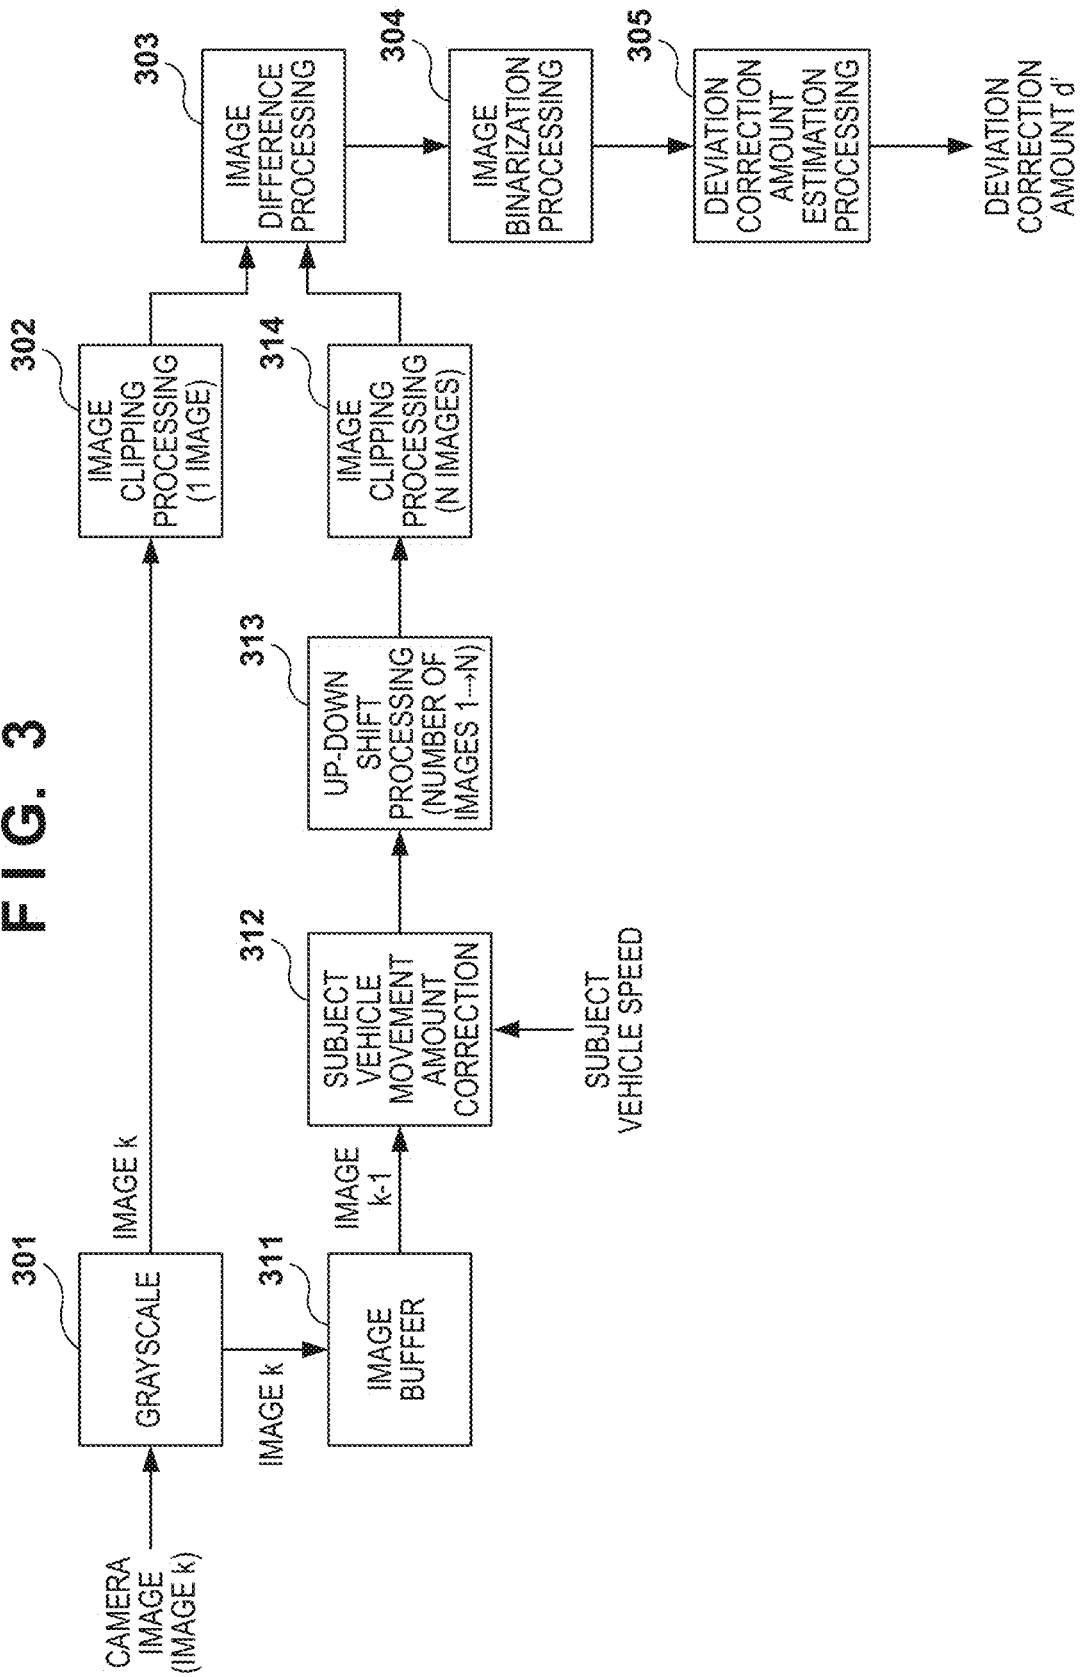 FIG. 3
CAMERA
IMAGE
(IMAGE k)
301
GRAYSCALE
IMAGE k
302
IMAGE
CLIPPING
PROCESSING
(1 IMAGE)
303
IMAGE
DIFFERENCE
PROCESSING
304
IMAGE
BINARIZATION
PROCESSING
305
DEVIATION
CORRECTION
AMOUNT
ESTIMATION
PROCESSING
DEVIATION
CORRECTION
AMOUNT d'
IMAGE k
311
IMAGE
BUFFER
IMAGE
k-1
312
SUBJECT
VEHICLE
MOVEMENT
AMOUNT
CORRECTION
SUBJECT
VEHICLE SPEED
313
UP-DOWN
SHIFT
PROCESSING
(NUMBER OF
IMAGES 1→N)
314
IMAGE
CLIPPING
PROCESSING
(N IMAGES)